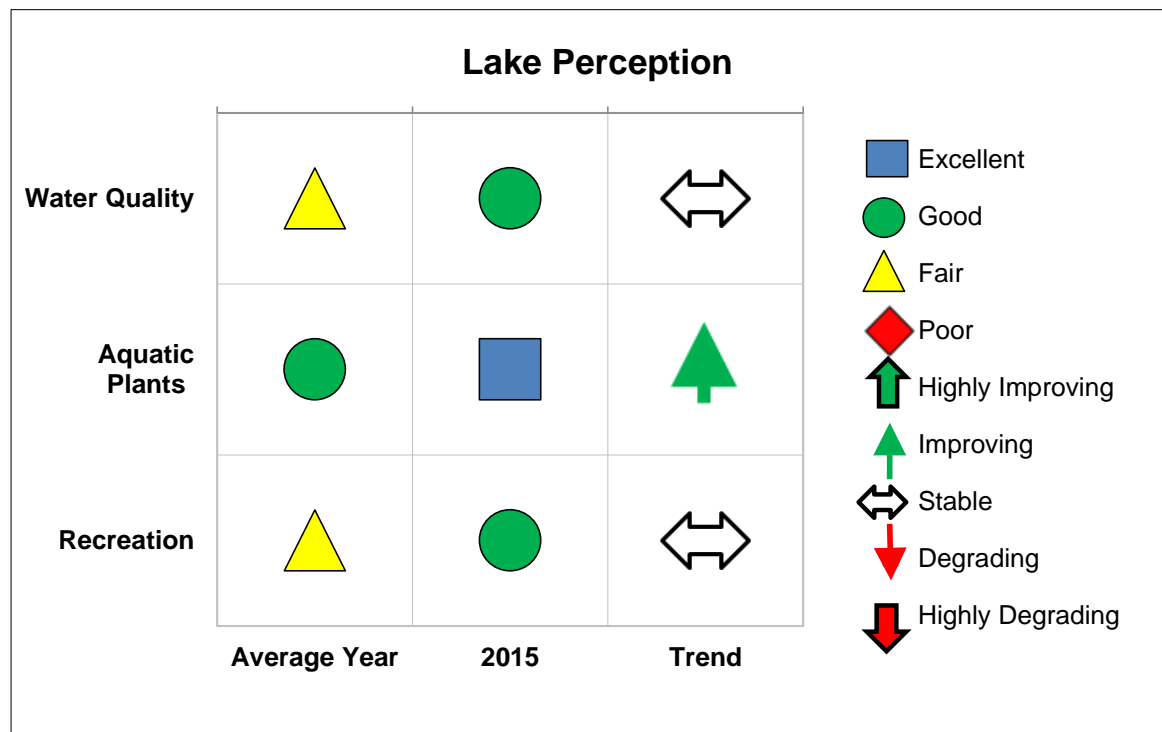 Lake Perception
Water Quality
Aquatic
Plants
Recreation
Average Year
2015
Trend
Excellent
Good
Fair
Poor
Highly Improving
Improving
Stable
Degrading
Highly Degrading